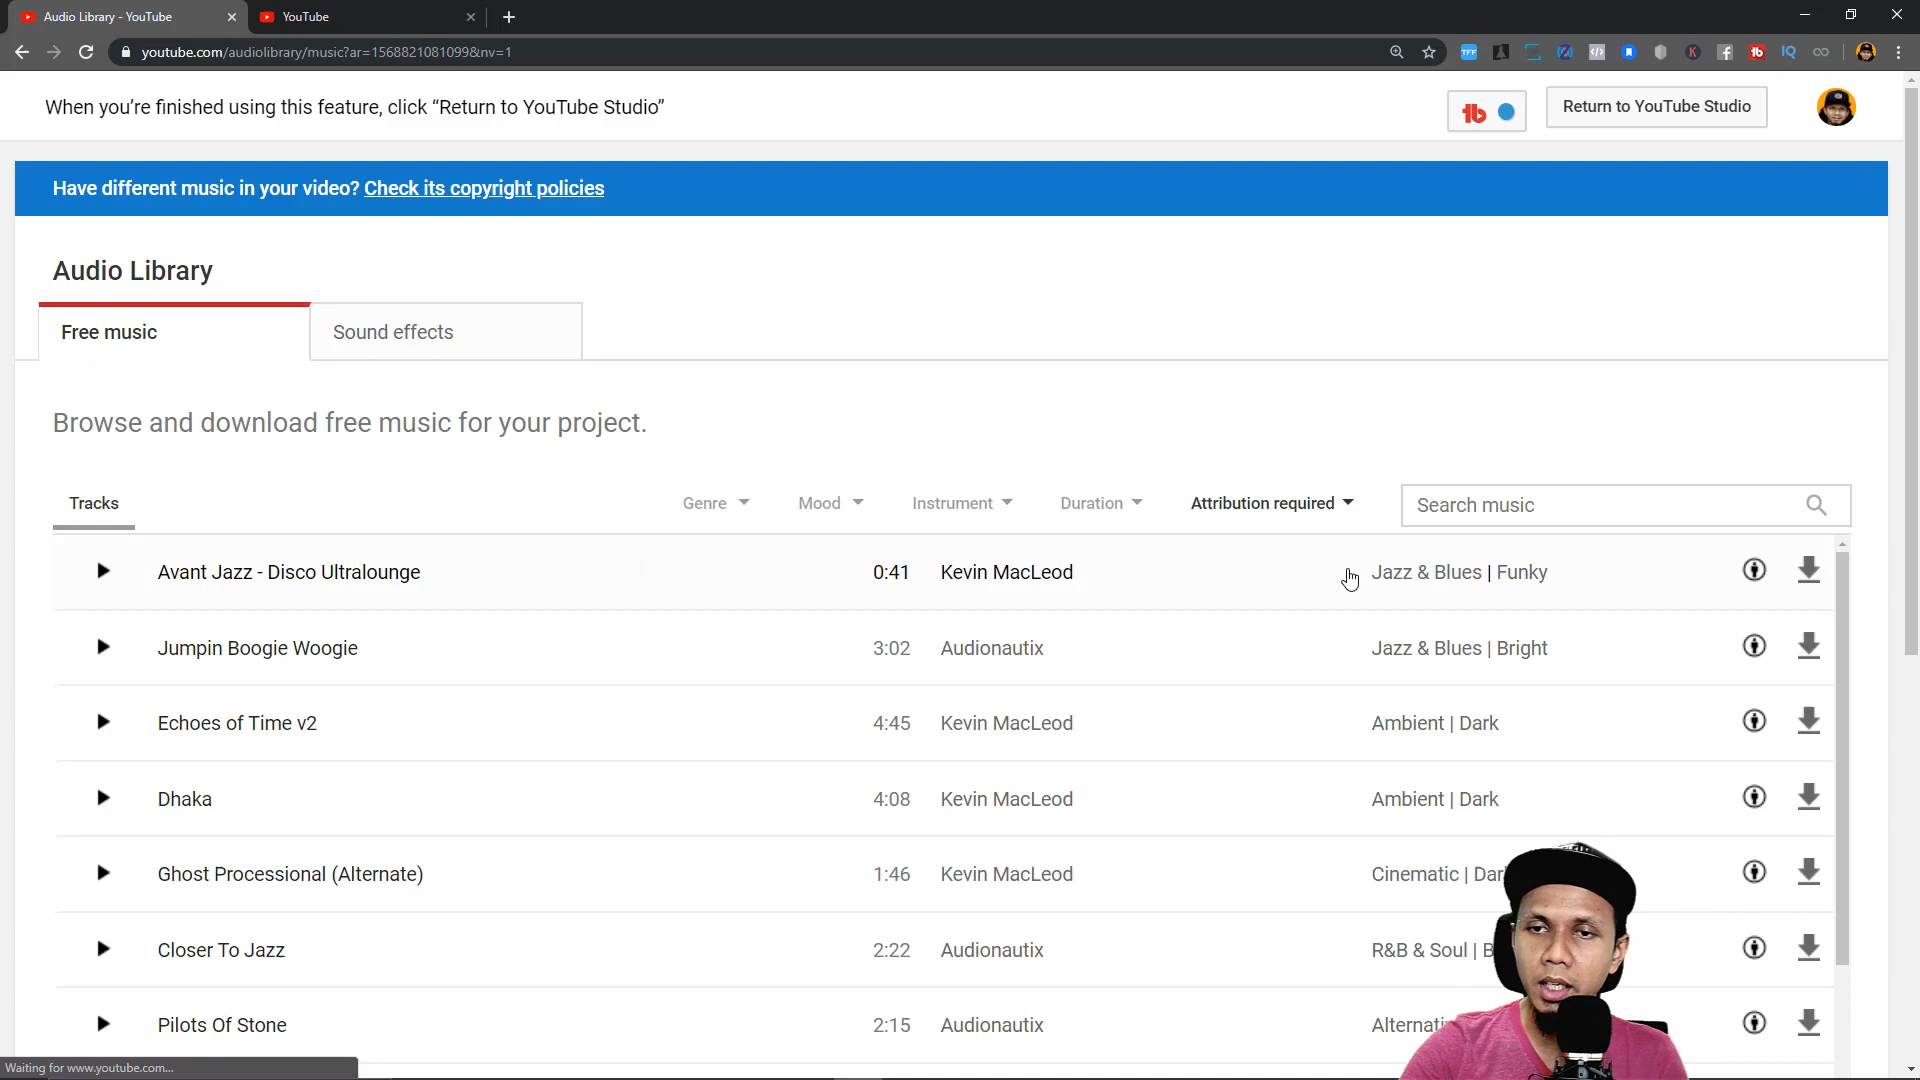 Audio Library - YouTube
YouTube
youtube.com/audiolibrary/music?ar=1568821081099&nv=1
TFF
K
IQ
When you're finished using this feature, click “Return to YouTube Studio”
Return to YouTube Studio
Have different music in your video? Check its copyright policies
Audio Library
Free music
Sound effects
Browse and download free music for your project.
Tracks
Genre
Mood
Instrument
Duration
Attribution required
Search music
Avant Jazz - Disco Ultralounge 0:41 Kevin MacLeod Jazz & Blues | Funky
Jumpin Boogie Woogie 3:02 Audionautix Jazz & Blues | Bright
Echoes of Time v2 4:45 Kevin MacLeod Ambient | Dark
Dhaka 4:08 Kevin MacLeod Ambient | Dark
Ghost Processional (Alternate) 1:46 Kevin MacLeod Cinematic | Dar
Closer To Jazz 2:22 Audionautix R&B & Soul | B
Pilots Of Stone 2:15 Audionautix Alternati
Waiting for www.youtube.com...